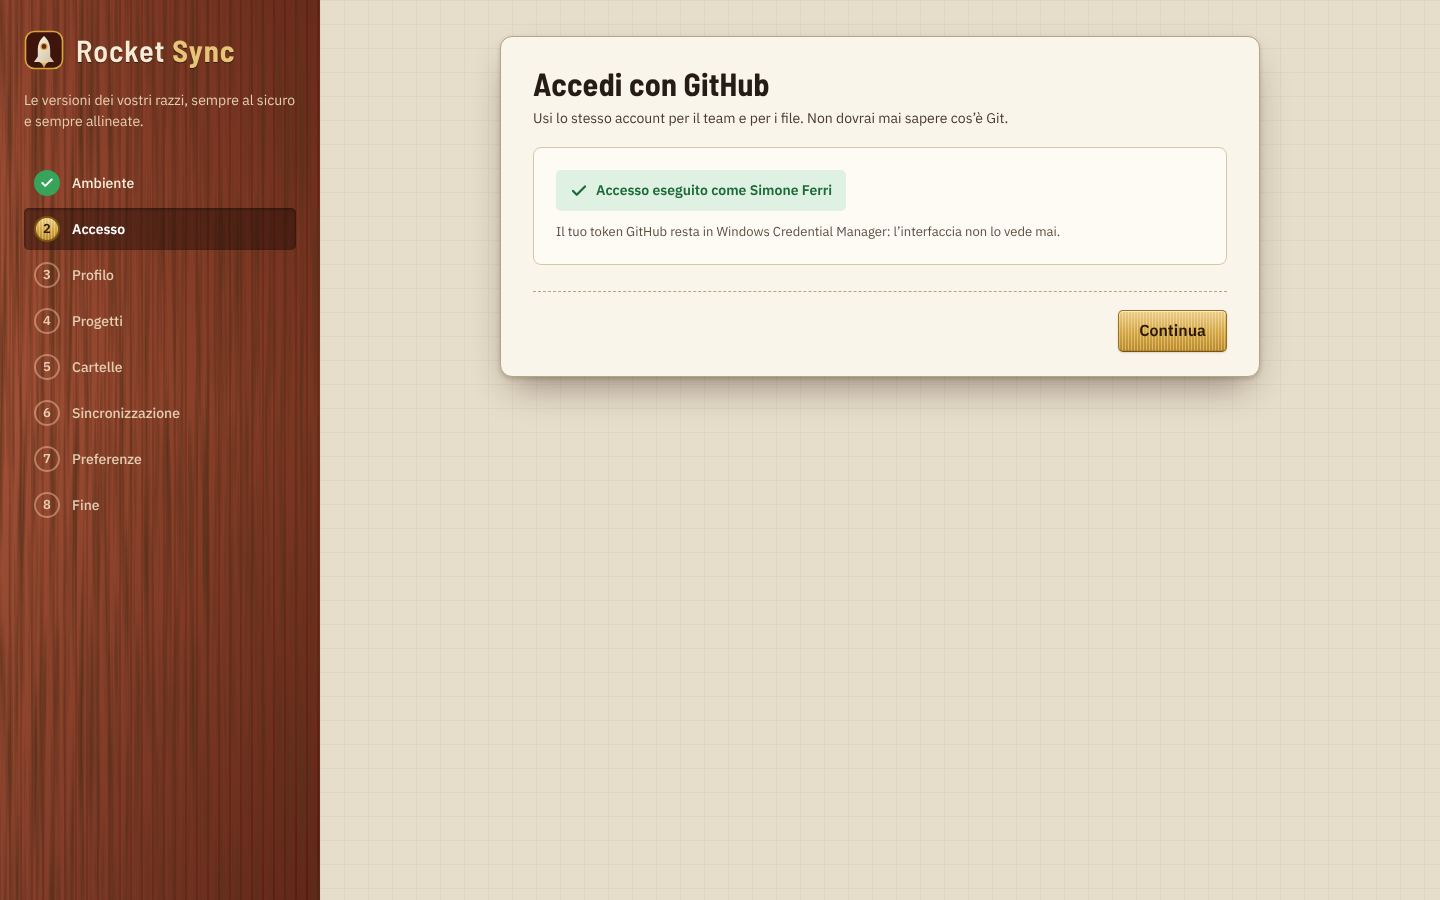 Rocket Sync
Le versioni dei vostri razzi, sempre al sicuro
e sempre allineate.
Ambiente
2 Accesso
3 Profilo
4 Progetti
5 Cartelle
6 Sincronizzazione
7 Preferenze
8 Fine
Accedi con GitHub
Usi lo stesso account per il team e per i file. Non dovrai mai sapere cos’è Git.
Accesso eseguito come Simone Ferri
Il tuo token GitHub resta in Windows Credential Manager: l’interfaccia non lo vede mai.
Continua